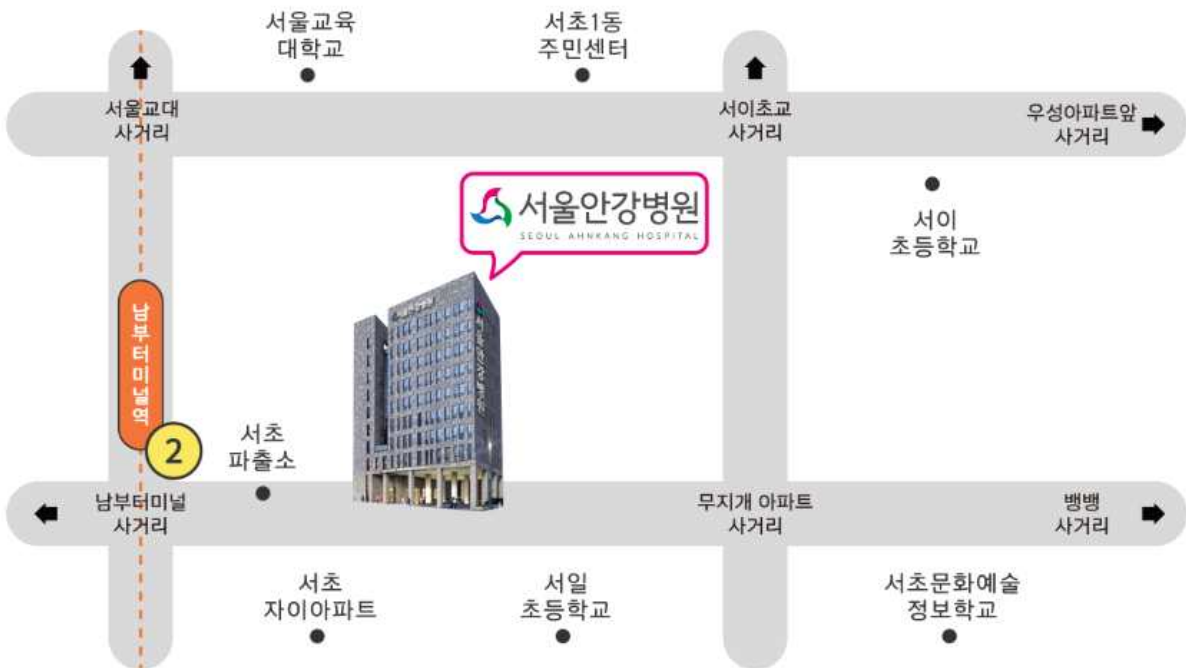 서울교육
대학교
서초1동
주민센터
서울교대
사거리
서이초교
사거리
우성아파트앞
사거리
서울안강병원
SEOUL AHNKANG HOSPITAL
서이
초등학교
남부터미널역
2
서초
파출소
남부터미널
사거리
무지개 아파트
사거리
뱅뱅
사거리
서초
자이아파트
서일
초등학교
서초문화예술
정보학교